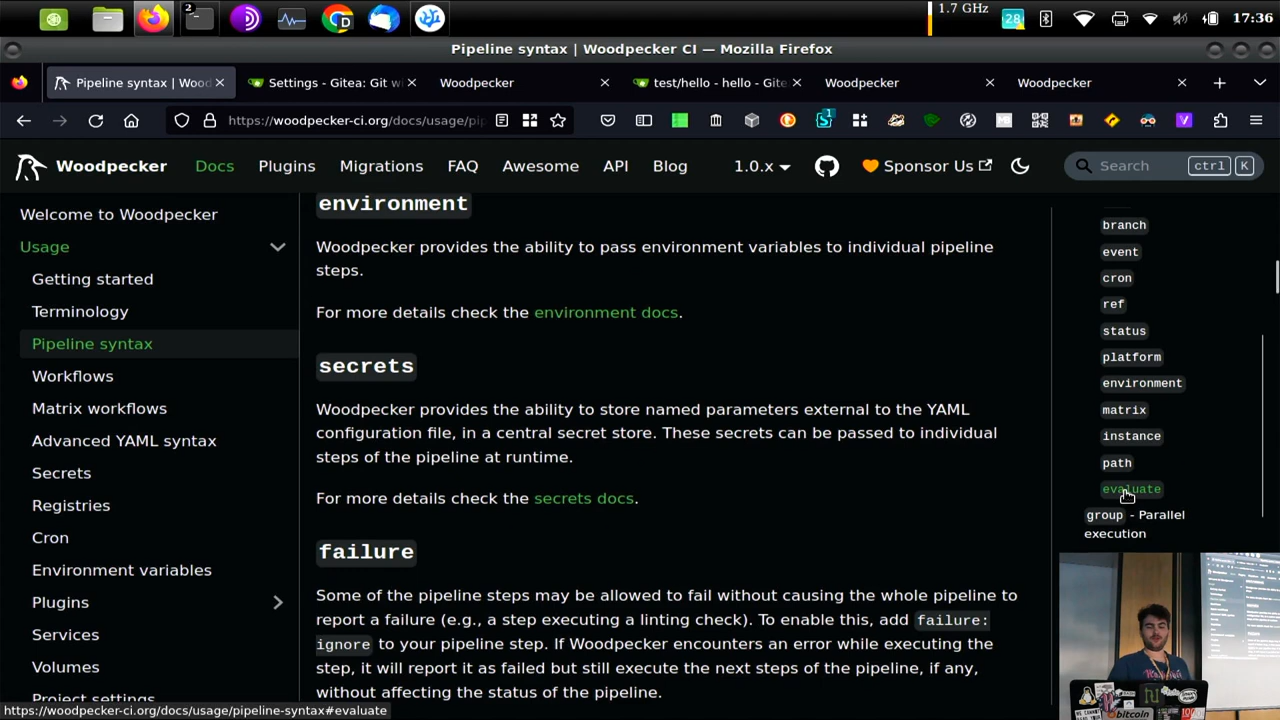 2
1.7 GHz
28
17:36
Pipeline syntax | Woodpecker CI — Mozilla Firefox
Pipeline syntax | Wood
Settings - Gitea: Git wi
Woodpecker
test/hello - hello - Gite
Woodpecker
Woodpecker
https://woodpecker-ci.org/docs/usage/pip
Woodpecker
Docs
Plugins
Migrations
FAQ
Awesome
API
Blog
1.0.x
Sponsor Us
Search
ctrl
K
Welcome to Woodpecker
Usage
Getting started
Terminology
Pipeline syntax
Workflows
Matrix workflows
Advanced YAML syntax
Secrets
Registries
Cron
Environment variables
Plugins
Services
Volumes
Project settings
environment
Woodpecker provides the ability to pass environment variables to individual pipeline
steps.
For more details check the environment docs.
secrets
Woodpecker provides the ability to store named parameters external to the YAML
configuration file, in a central secret store. These secrets can be passed to individual
steps of the pipeline at runtime.
For more details check the secrets docs.
failure
Some of the pipeline steps may be allowed to fail without causing the whole pipeline to
report a failure (e.g., a step executing a linting check). To enable this, add failure:
ignore to your pipeline step. If Woodpecker encounters an error while executing the
step, it will report it as failed but still execute the next steps of the pipeline, if any,
without affecting the status of the pipeline.
branch
event
cron
ref
status
platform
environment
matrix
instance
path
evaluate
group - Parallel
execution
https://woodpecker-ci.org/docs/usage/pipeline-syntax#evaluate
bitcoin